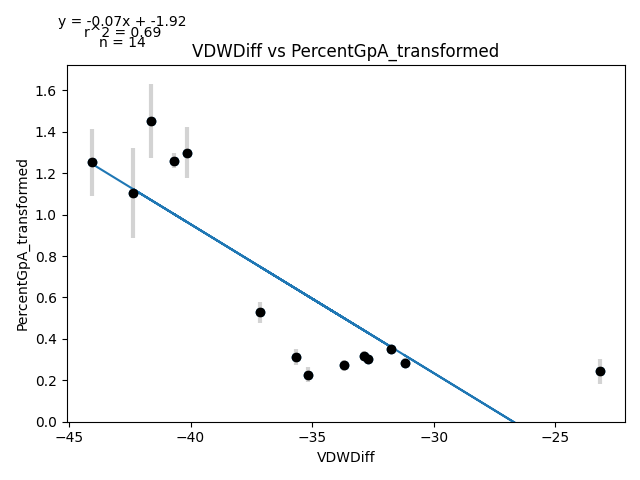 y = -0.07x + -1.92
r^2 = 0.69
n = 14
VDWDiff vs PercentGpA_transformed
1.6
1.4
1.2
1.0
0.8
0.6
0.4
0.2
0.0
PercentGpA_transformed
−45
−40
−35
−30
−25
VDWDiff